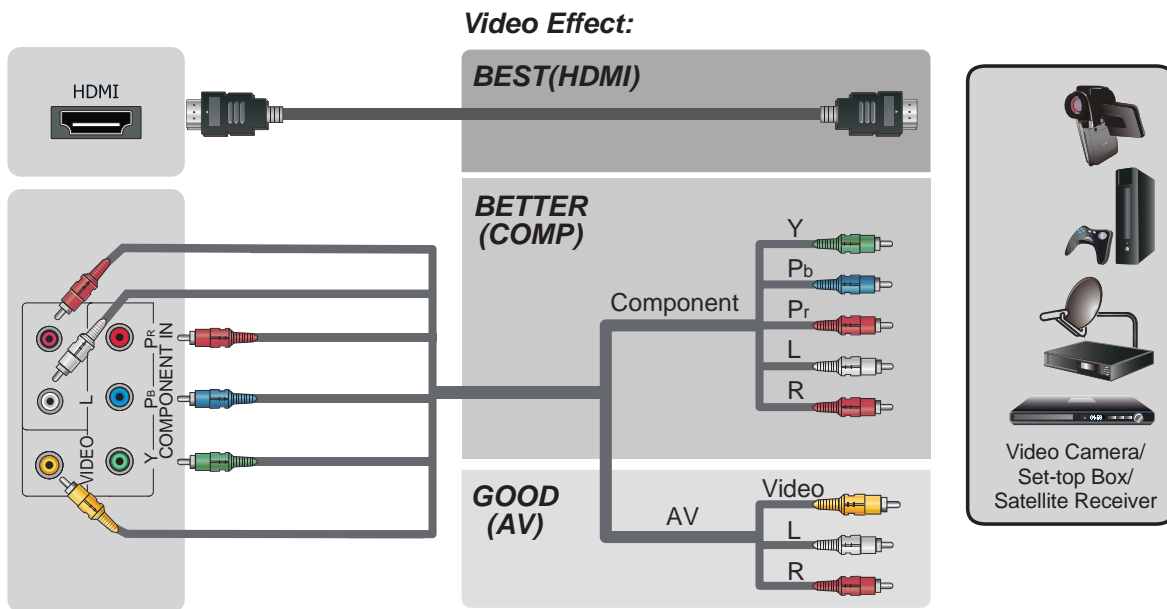 Video Effect:
HDMI
BEST(HDMI)
BETTER
(COMP)
Y
Pb
Pr
L
R
Component
PR
PB
Y
COMPONENT IN
L
VIDEO
GOOD
(AV)
AV
Video
L
R
Video Camera/
Set-top Box/
Satellite Receiver